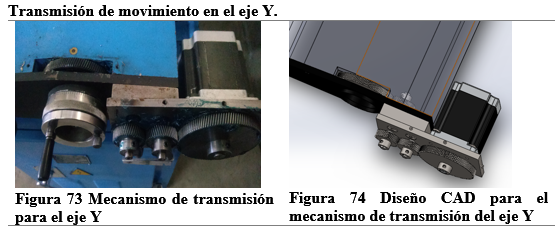 Transmisión de movimiento en el eje Y.
Figura 73 Mecanismo de transmisión
para el eje Y
Figura 74 Diseño CAD para el
mecanismo de transmisión del eje Y